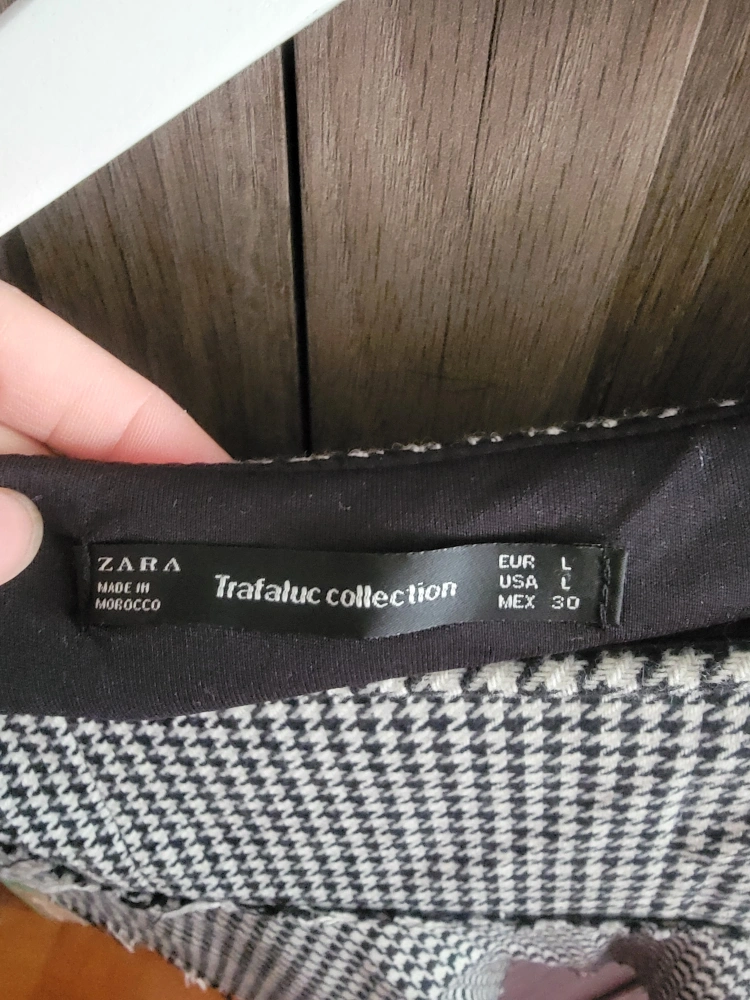 ZARA
MADE IN
MOROCCO
Trafaluc collection
EUR L
USA L
MEX 30